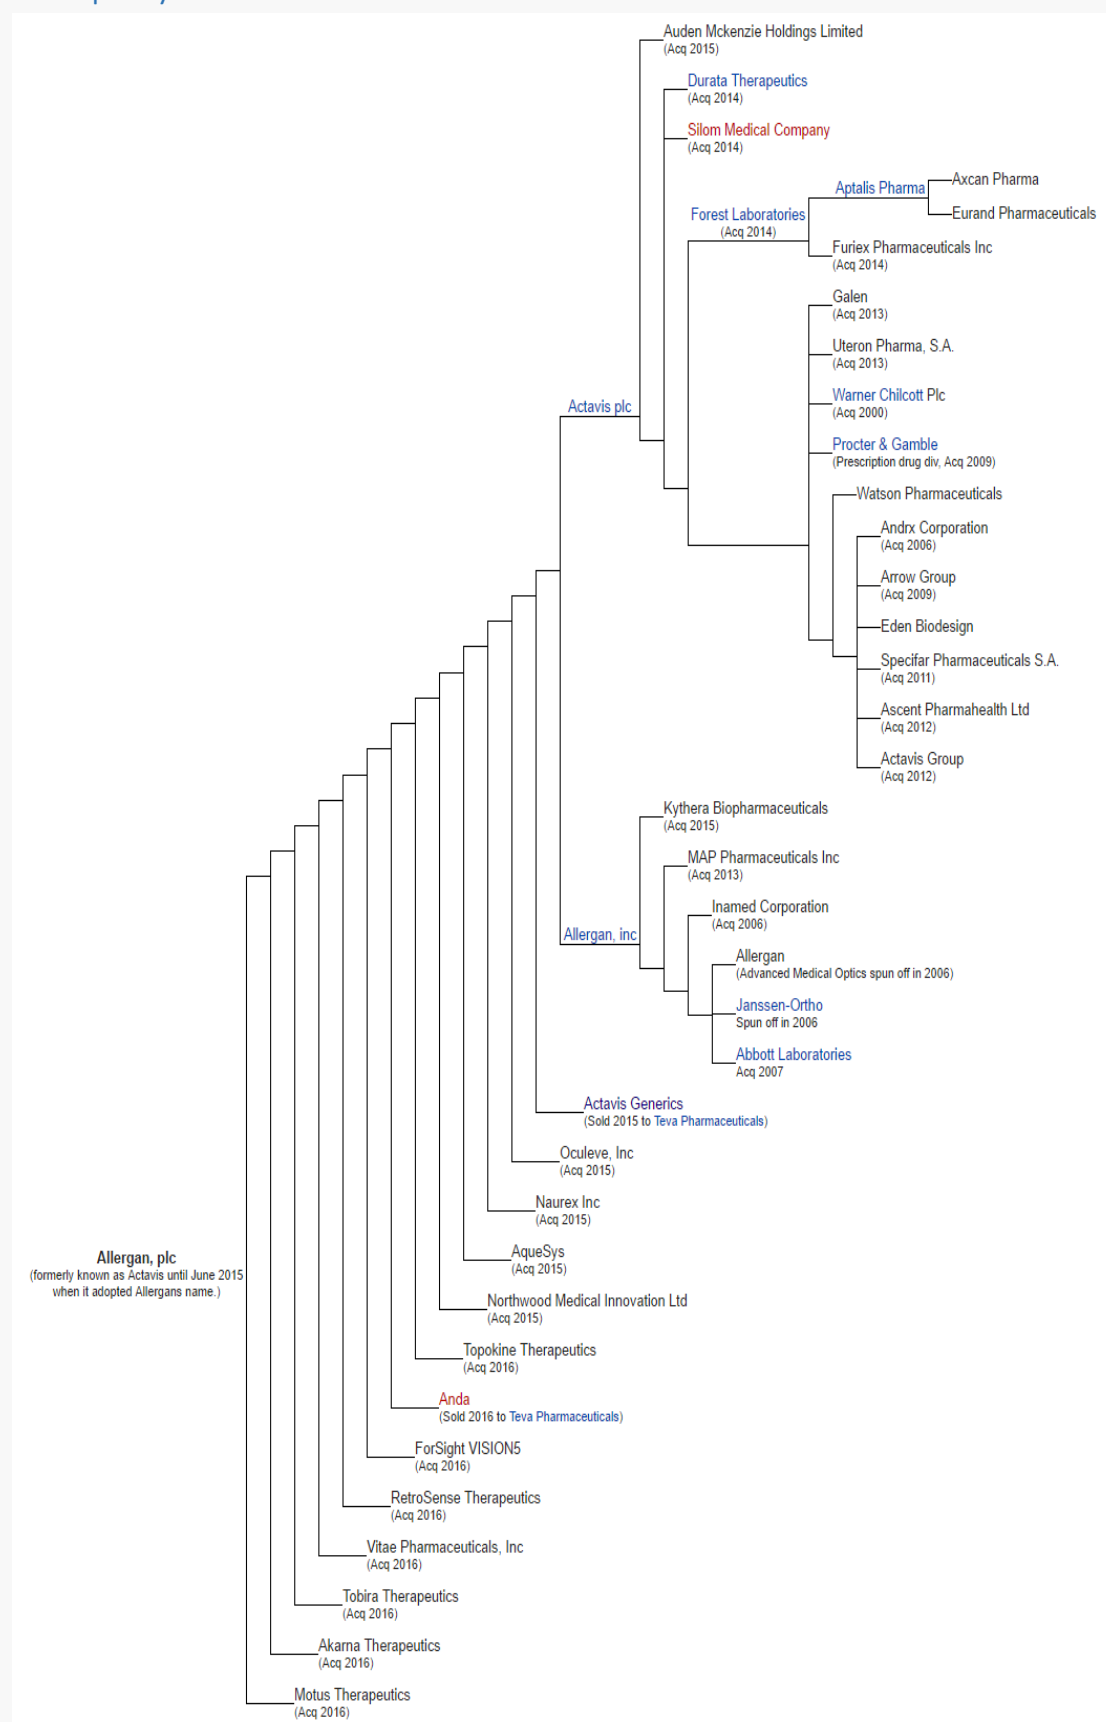 Auden Mckenzie Holdings Limited
(Acq 2015)
Durata Therapeutics
(Acq 2014)
Silom Medical Company
(Acq 2014)
Axcan Pharma
Aptalis Pharma
Eurand Pharmaceuticals
Forest Laboratories
(Acq 2014)
Furiex Pharmaceuticals Inc
(Acq 2014)
Galen
(Acq 2013)
Uteron Pharma, S.A.
(Acq 2013)
Warner Chilcott Plc
(Acq 2000)
Actavis plc
Procter & Gamble
(Prescription drug div, Acq 2009)
Watson Pharmaceuticals
Andrx Corporation
(Acq 2006)
Arrow Group
(Acq 2009)
Eden Biodesign
Specifar Pharmaceuticals S.A.
(Acq 2011)
Ascent Pharmahealth Ltd
(Acq 2012)
Actavis Group
(Acq 2012)
Kythera Biopharmaceuticals
(Acq 2015)
MAP Pharmaceuticals Inc
(Acq 2013)
Inamed Corporation
(Acq 2006)
Allergan, inc
Allergan
(Advanced Medical Optics spun off in 2006)
Janssen-Ortho
Spun off in 2006
Abbott Laboratories
Acq 2007
Actavis Generics
(Sold 2015 to Teva Pharmaceuticals)
Oculeve, Inc
(Acq 2015)
Naurex Inc
(Acq 2015)
AqueSys
(Acq 2015)
Allergan, plc
(formerly known as Actavis until June 2015
when it adopted Allergans name.)
Northwood Medical Innovation Ltd
(Acq 2015)
Topokine Therapeutics
(Acq 2016)
Anda
(Sold 2016 to Teva Pharmaceuticals)
ForSight VISION5
(Acq 2016)
RetroSense Therapeutics
(Acq 2016)
Vitae Pharmaceuticals, Inc
(Acq 2016)
Tobira Therapeutics
(Acq 2016)
Akarna Therapeutics
(Acq 2016)
Motus Therapeutics
(Acq 2016)